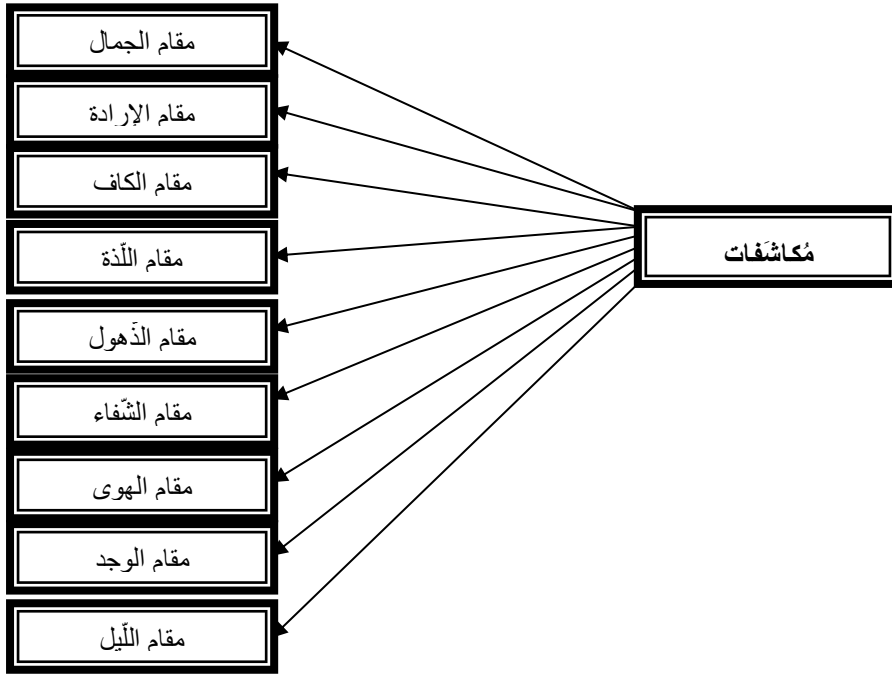 مُكاشَفات
مقام الجمال
مقام الإرادة
مقام الكاف
مقام اللّذة
مقام الذّهول
مقام الشّفاء
مقام الهوى
مقام الوجد
مقام اللّيل